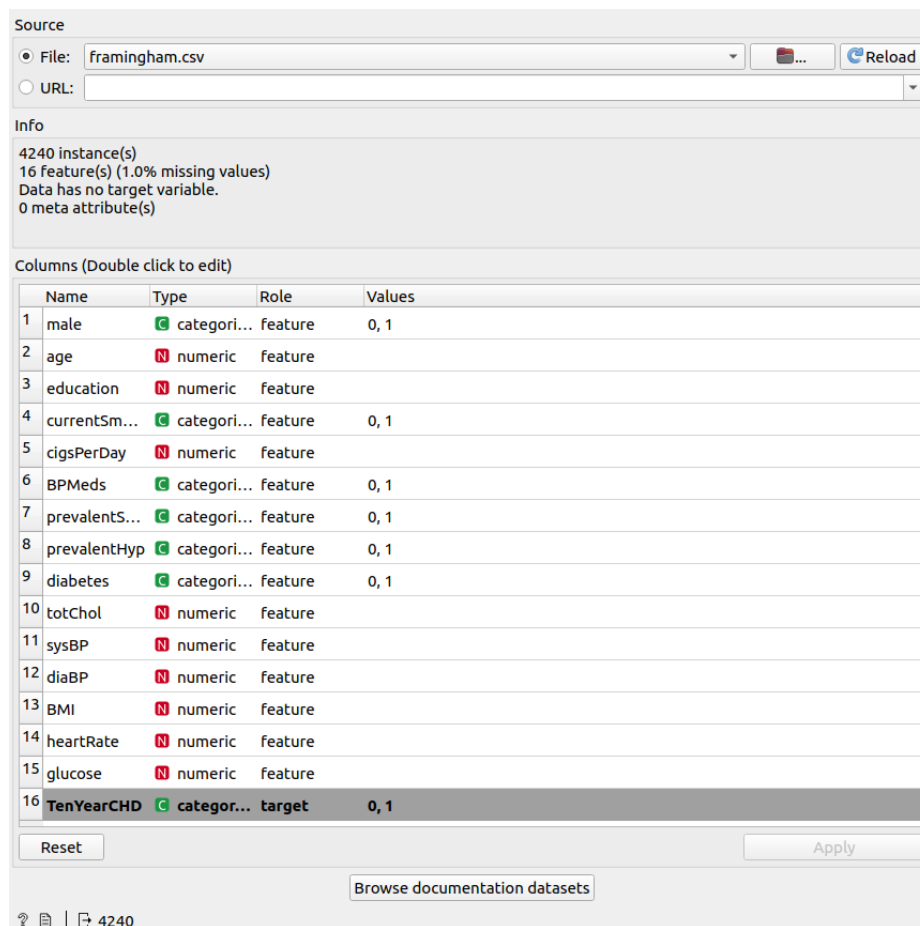 Source
File: framingham.csv ... Reload
URL:
Info
4240 instance(s)
16 feature(s) (1.0% missing values)
Data has no target variable.
0 meta attribute(s)
Columns (Double click to edit)
Name Type Role Values
1 male C categori... feature 0, 1
2 age N numeric feature
3 education N numeric feature
4 currentSm... C categori... feature 0, 1
5 cigsPerDay N numeric feature
6 BPMeds C categori... feature 0, 1
7 prevalentS... C categori... feature 0, 1
8 prevalentHyp C categori... feature 0, 1
9 diabetes C categori... feature 0, 1
10 totChol N numeric feature
11 sysBP N numeric feature
12 diaBP N numeric feature
13 BMI N numeric feature
14 heartRate N numeric feature
15 glucose N numeric feature
16 TenYearCHD C categor... target 0, 1
Reset Apply
Browse documentation datasets
? 4240